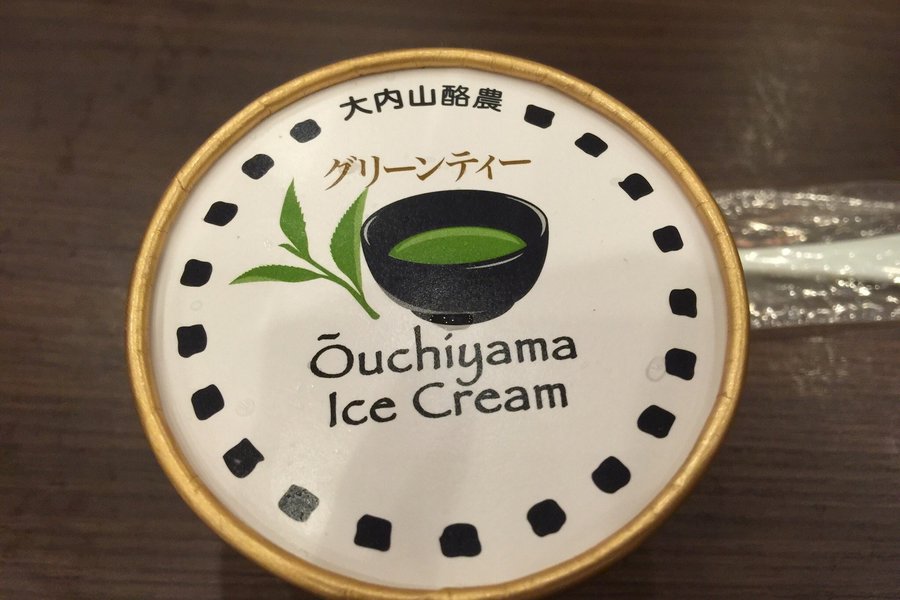 大内山酪農
グリーンティー
Ōuchiyama
Ice Cream